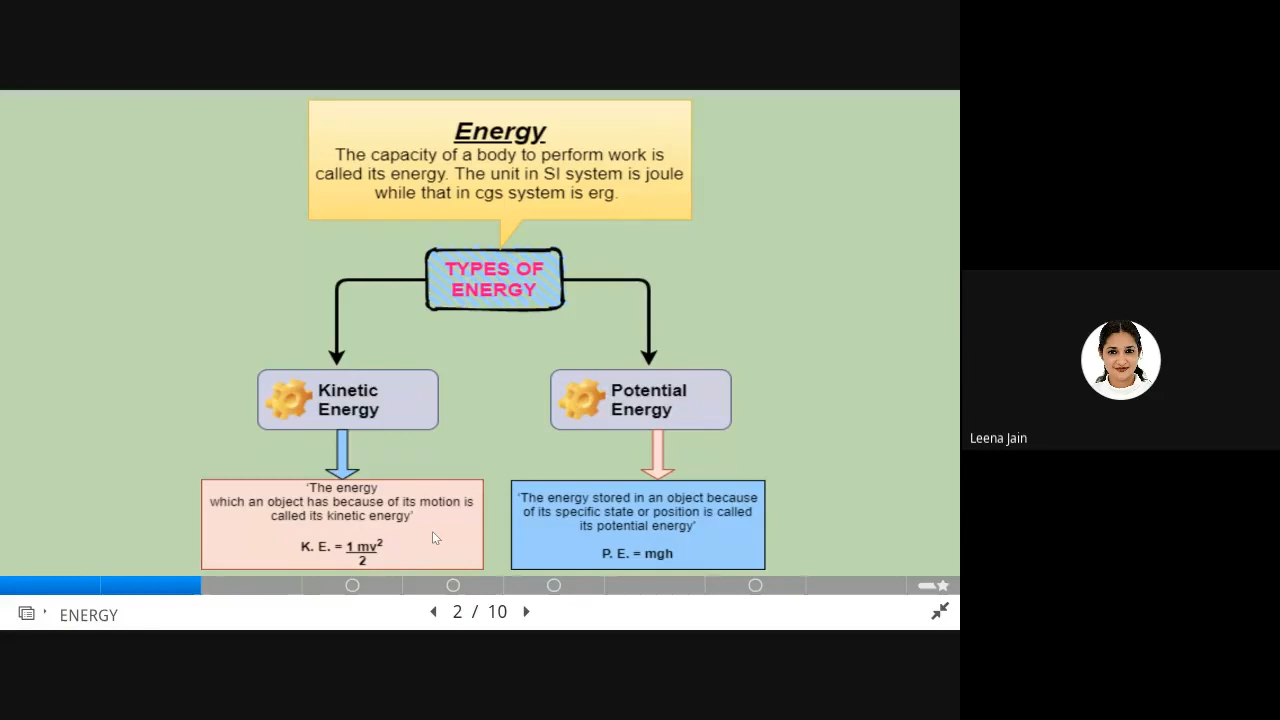 Energy
The capacity of a body to perform work is
called its energy. The unit in SI system is joule
while that in cgs system is erg.
TYPES OF
ENERGY
Kinetic
Energy
Potential
Energy
‘The energy
which an object has because of its motion is
called its kinetic energy’
K. E. = 1 mv²
2
‘The energy stored in an object because
of its specific state or position is called
its potential energy’
P. E. = mgh
ENERGY
2 / 10
Leena Jain